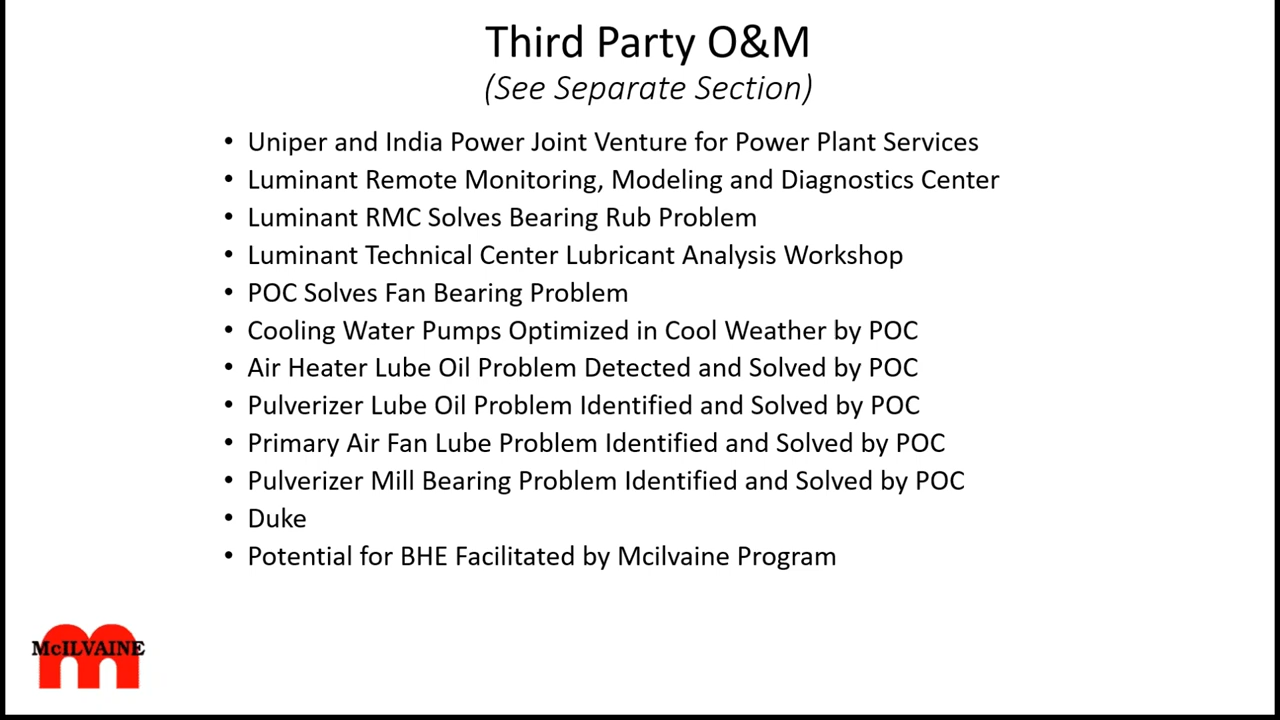 Third Party O&M
(See Separate Section)
• Uniper and India Power Joint Venture for Power Plant Services
• Luminant Remote Monitoring, Modeling and Diagnostics Center
• Luminant RMC Solves Bearing Rub Problem
• Luminant Technical Center Lubricant Analysis Workshop
• POC Solves Fan Bearing Problem
• Cooling Water Pumps Optimized in Cool Weather by POC
• Air Heater Lube Oil Problem Detected and Solved by POC
• Pulverizer Lube Oil Problem Identified and Solved by POC
• Primary Air Fan Lube Problem Identified and Solved by POC
• Pulverizer Mill Bearing Problem Identified and Solved by POC
• Duke
• Potential for BHE Facilitated by Mcilvaine Program
McILVAINE